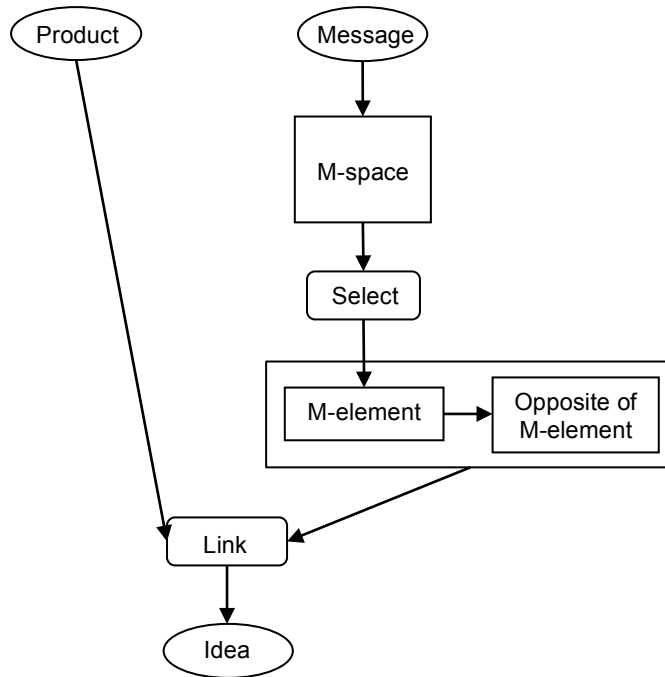 Product
Message
M-space
Select
M-element
Opposite of
M-element
Link
Idea